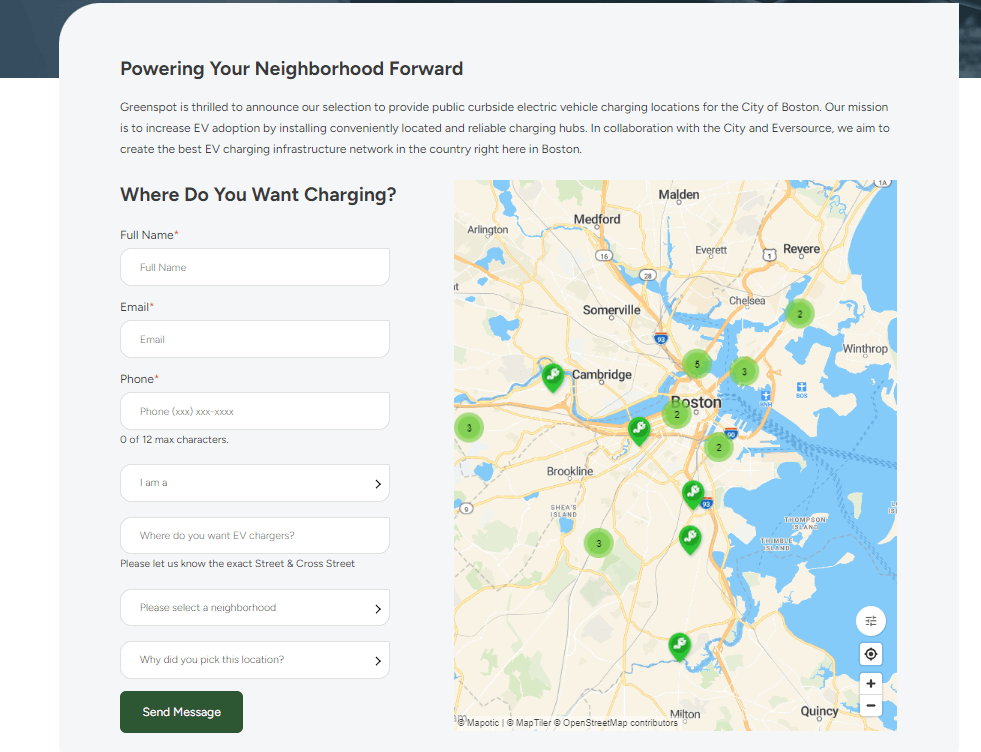 Powering Your Neighborhood Forward
Greenspot is thrilled to announce our selection to provide public curbside electric vehicle charging locations for the City of Boston. Our mission
is to increase EV adoption by installing conveniently located and reliable charging hubs. In collaboration with the City and Eversource, we aim to
create the best EV charging infrastructure network in the country right here in Boston.
Where Do You Want Charging?
Full Name*
Full Name
Email*
Email
Phone*
Phone (xxx) xxx-xxxx
0 of 12 max characters.
I am a
Where do you want EV chargers?
Please let us know the exact Street & Cross Street
Please select a neighborhood
Why did you pick this location?
Send Message
1A
Malden
Medford
Arlington
Everett
Revere
1
16
28
Chelsea
Somerville
2
93
Winthrop
5
3
Cambridge
BOS
Boston
2
3
90
2
Brookline
93
9
SHEA'S
ISLAND
THOMPSON
ISLAND
THIMBLE
ISLAND
3
+
−
Milton
Quincy
© Mapotic | © MapTiler © OpenStreetMap contributors